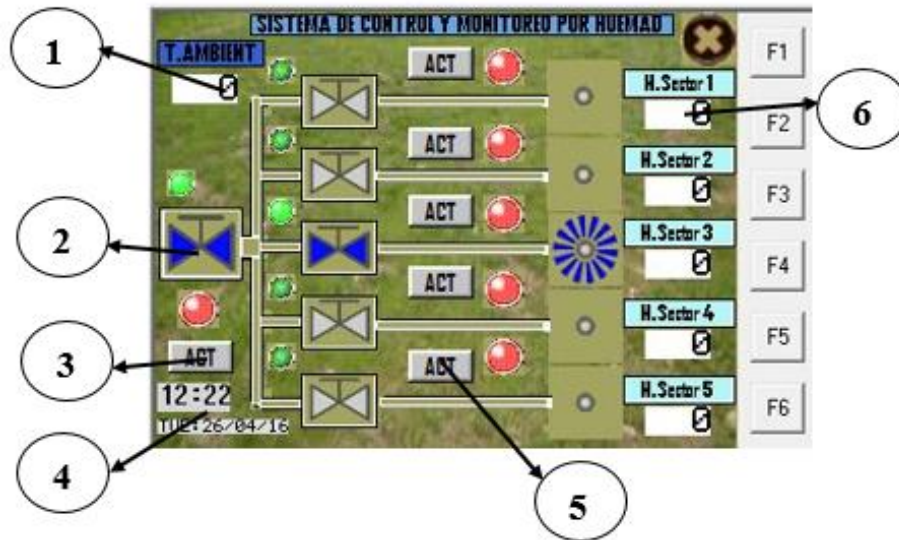 SISTEMA DE CONTROL Y MONITOREO POR HUEMAD
T.AMBIENT
0
1
ACT
H.Sector 1
0
6
F1
F2
ACT
H.Sector 2
0
F3
2
ACT
H.Sector 3
0
F4
ACT
H.Sector 4
0
F5
3
ACT
ACT
12:22
TUE:26/04/16
H.Sector 5
0
F6
4
5